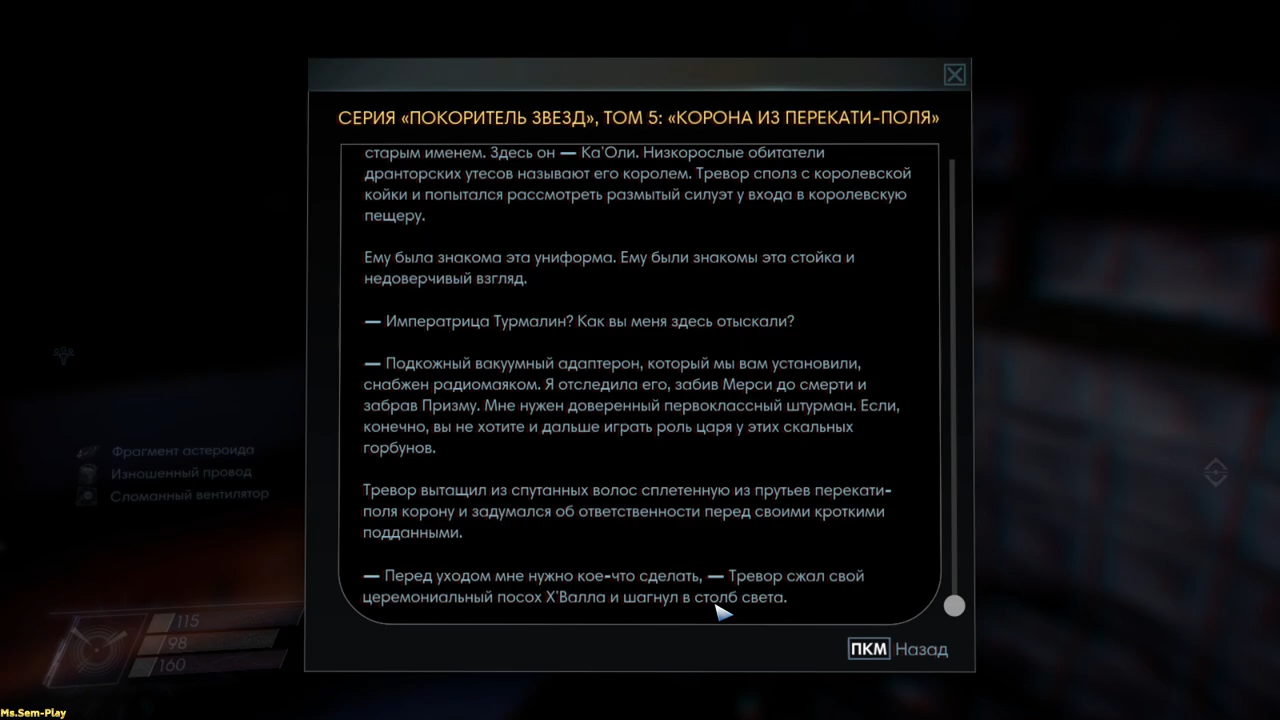 СЕРИЯ «ПОКОРИТЕЛЬ ЗВЕЗД», ТОМ 5: «КОРОНА ИЗ ПЕРЕКАТИ-ПОЛЯ»
старым именем. Здесь он — Ка'Оли. Низкорослые обитатели
дранторских утесов называют его королем. Тревор сполз с королевской
койки и попытался рассмотреть размытый силуэт у входа в королевскую
пещеру.
Ему была знакома эта униформа. Ему были знакомы эта стойка и
недоверчивый взгляд.
— Императрица Турмалин? Как вы меня здесь отыскали?
— Подкожный вакуумный адаптерон, который мы вам установили,
снабжен радиомаяком. Я отследила его, забив Мерси до смерти и
забрав Призму. Мне нужен доверенный первоклассный штурман. Если,
конечно, вы не хотите и дальше играть роль царя у этих скальных
горбунов.
Тревор вытащил из спутанных волос сплетенную из прутьев перекати-
поля корону и задумался об ответственности перед своими кроткими
подданными.
— Перед уходом мне нужно кое-что сделать, — Тревор сжал свой
церемониальный посох Х'Валла и шагнул в столб света.
ПКМ Назад
Фрагмент астероида
Изношенный провод
Сломанный вентилятор
115
98
160
Ms.Sem-Play